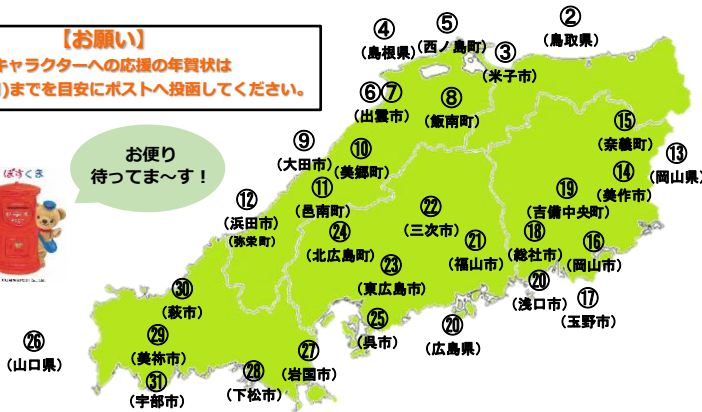 【お願い】
キャラクターへの応援の年賀状は
)までを目安にポストへ投函してください。
ぽすくま
お便り
待ってま～す！
②
（鳥取県）
③
（米子市）
④
（島根県）
⑤
（西ノ島町）
⑥⑦
（出雲市）
⑧
（飯南町）
⑨
（大田市）
⑩
（美郷町）
⑪
（邑南町）
⑫
（浜田市）
（弥栄町）
⑬
（岡山県）
⑭
（美作市）
⑮
（奈義町）
⑯
（岡山市）
⑰
（玉野市）
⑱
（総社市）
⑲
（吉備中央町）
⑳
（浅口市）
⑳
（広島県）
㉑
（福山市）
㉒
（三次市）
㉓
（東広島市）
㉔
（北広島町）
㉕
（呉市）
㉖
（山口県）
㉗
（岩国市）
㉘
（下松市）
㉙
（美祢市）
㉚
（萩市）
㉛
（宇部市）